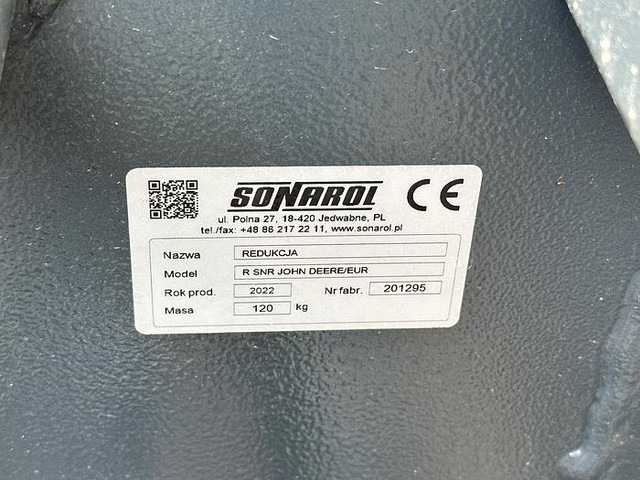 SONAROL CE
ul. Polna 27, 18-420 Jedwabne, PL
tel./fax: +48 86 217 22 11, www.sonarol.pl
Nazwa REDUKCJA
Model R SNR JOHN DEERE/EUR
Rok prod. 2022 Nr fabr. 201295
Masa 120 kg